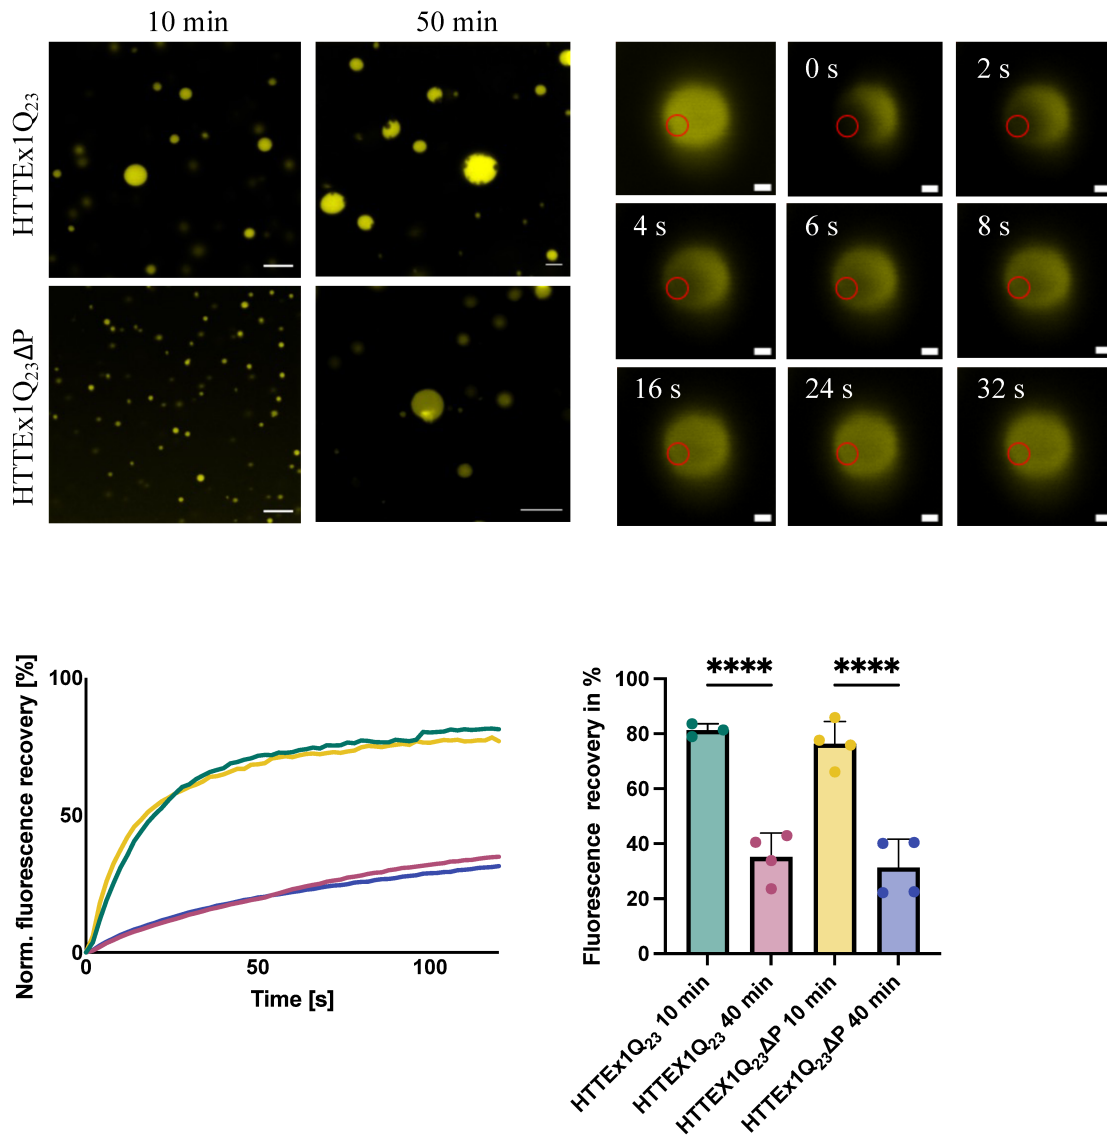 10 min 50 min
HTTEx1Q₂₃
HTTEx1Q₂₃ΔP
0 s 2 s
4 s 6 s 8 s
16 s 24 s 32 s
Norm. fluorescence recovery [%]
100
50
0
0 50 100
Time [s]
Fluorescence recovery in %
100
80
60
40
20
0
**** ****
HTTEx1Q₂₃ 10 min
HTTEX1Q₂₃ 40 min
HTTEX1Q₂₃ΔP 10 min
HTTEx1Q₂₃ΔP 40 min